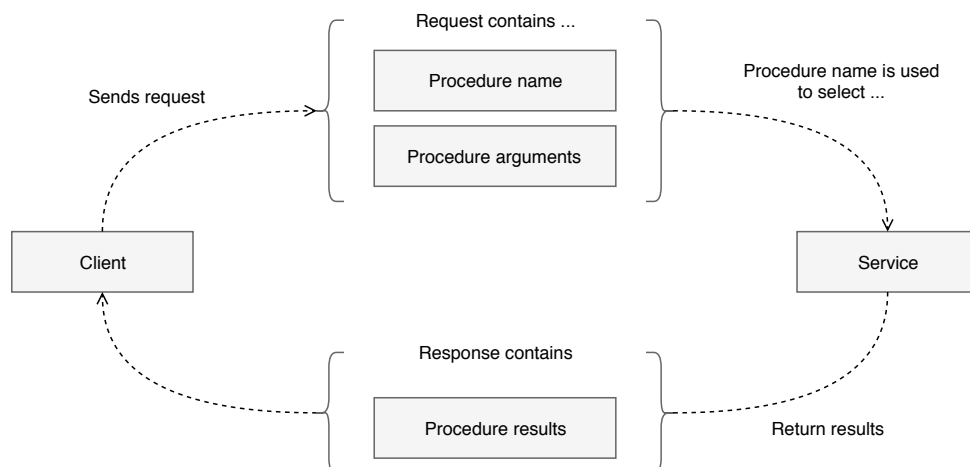 Request contains ...
Procedure name
Sends request
Procedure name is used
to select ...
Procedure arguments
Client
Service
Response contains
Procedure results
Return results